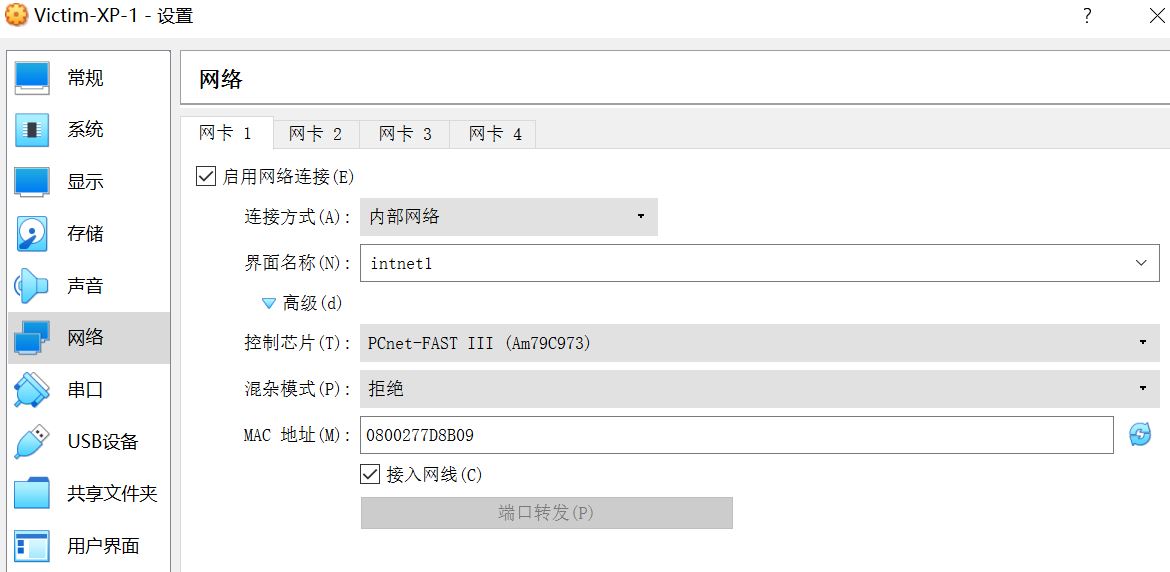 Victim-XP-1 - 设置
?
常规
系统
显示
存储
声音
网络
串口
USB设备
共享文件夹
用户界面
网络
网卡 1 网卡 2 网卡 3 网卡 4
启用网络连接(E)
连接方式(A): 内部网络
界面名称(N): intnet1
高级(d)
控制芯片(T): PCnet-FAST III (Am79C973)
混杂模式(P): 拒绝
MAC 地址(M): 0800277D8B09
接入网线(C)
端口转发(P)